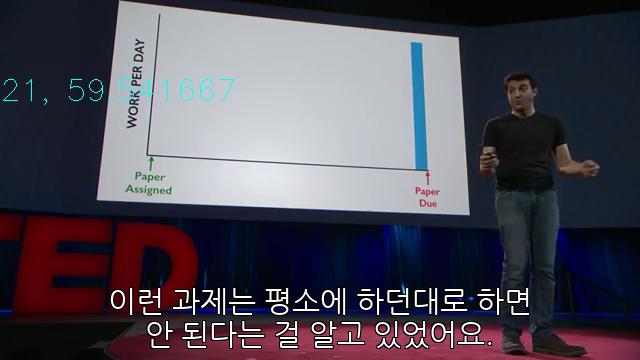 WORK PER DAY
21, 59.541667
Paper
Assigned
Paper
Due
TED
이런 과제는 평소에 하던대로 하면
안 된다는 걸 알고 있었어요.